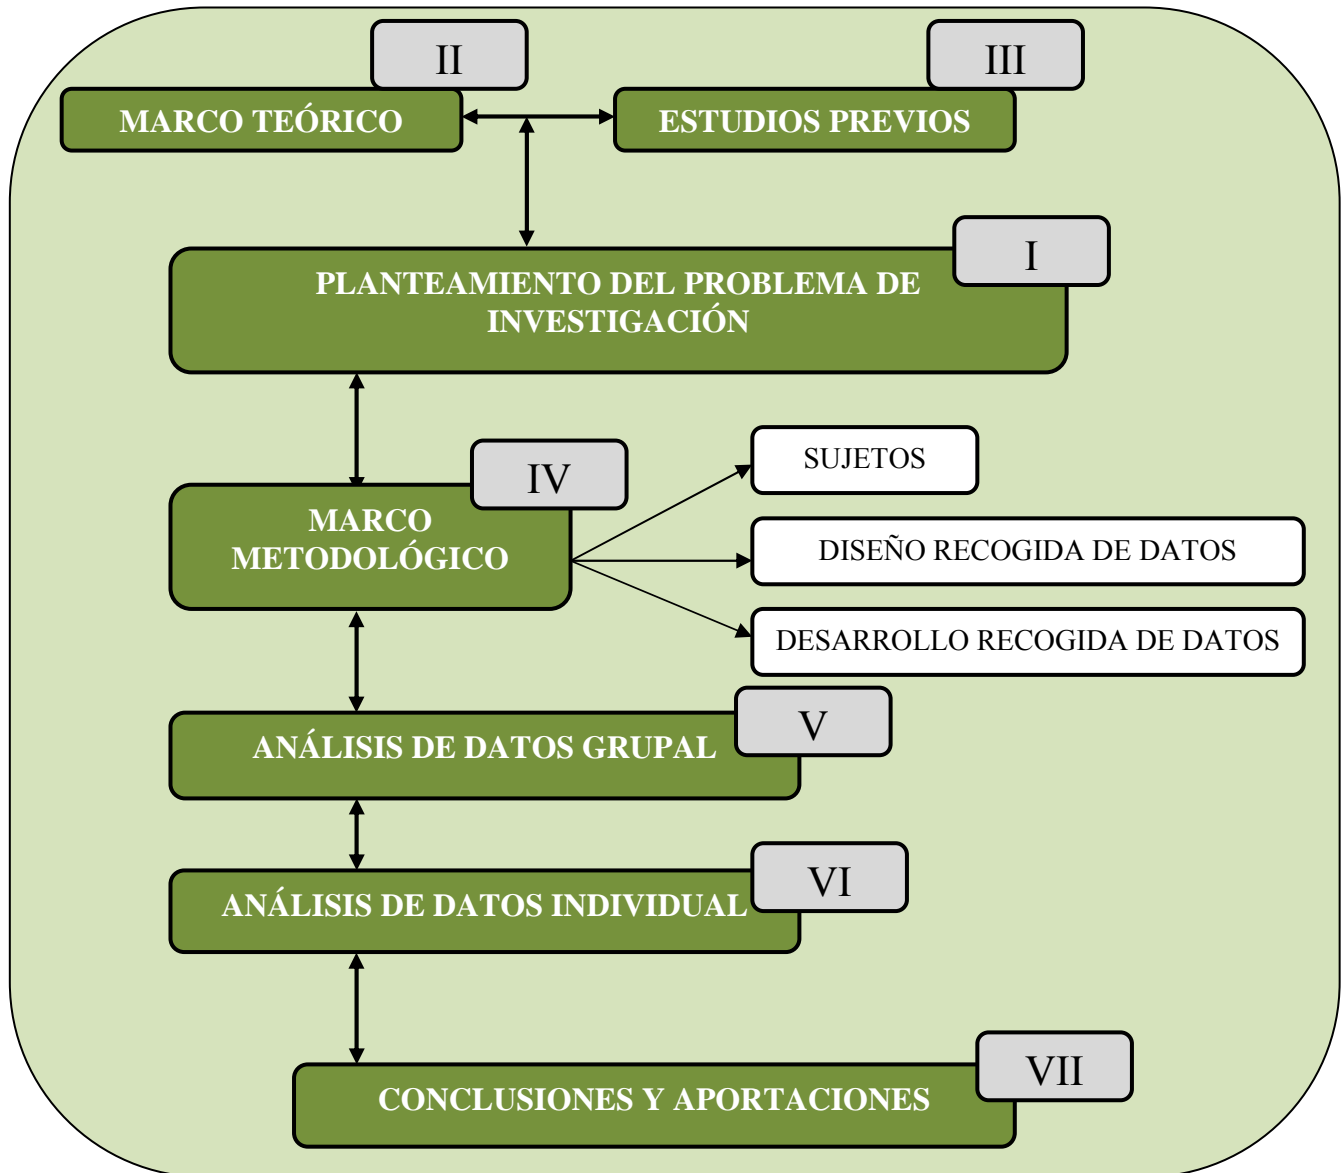 II
III
MARCO TEÓRICO
ESTUDIOS PREVIOS
I
PLANTEAMIENTO DEL PROBLEMA DE
INVESTIGACIÓN
IV
MARCO
METODOLÓGICO
SUJETOS
DISEÑO RECOGIDA DE DATOS
DESARROLLO RECOGIDA DE DATOS
V
ANÁLISIS DE DATOS GRUPAL
VI
ANÁLISIS DE DATOS INDIVIDUAL
VII
CONCLUSIONES Y APORTACIONES